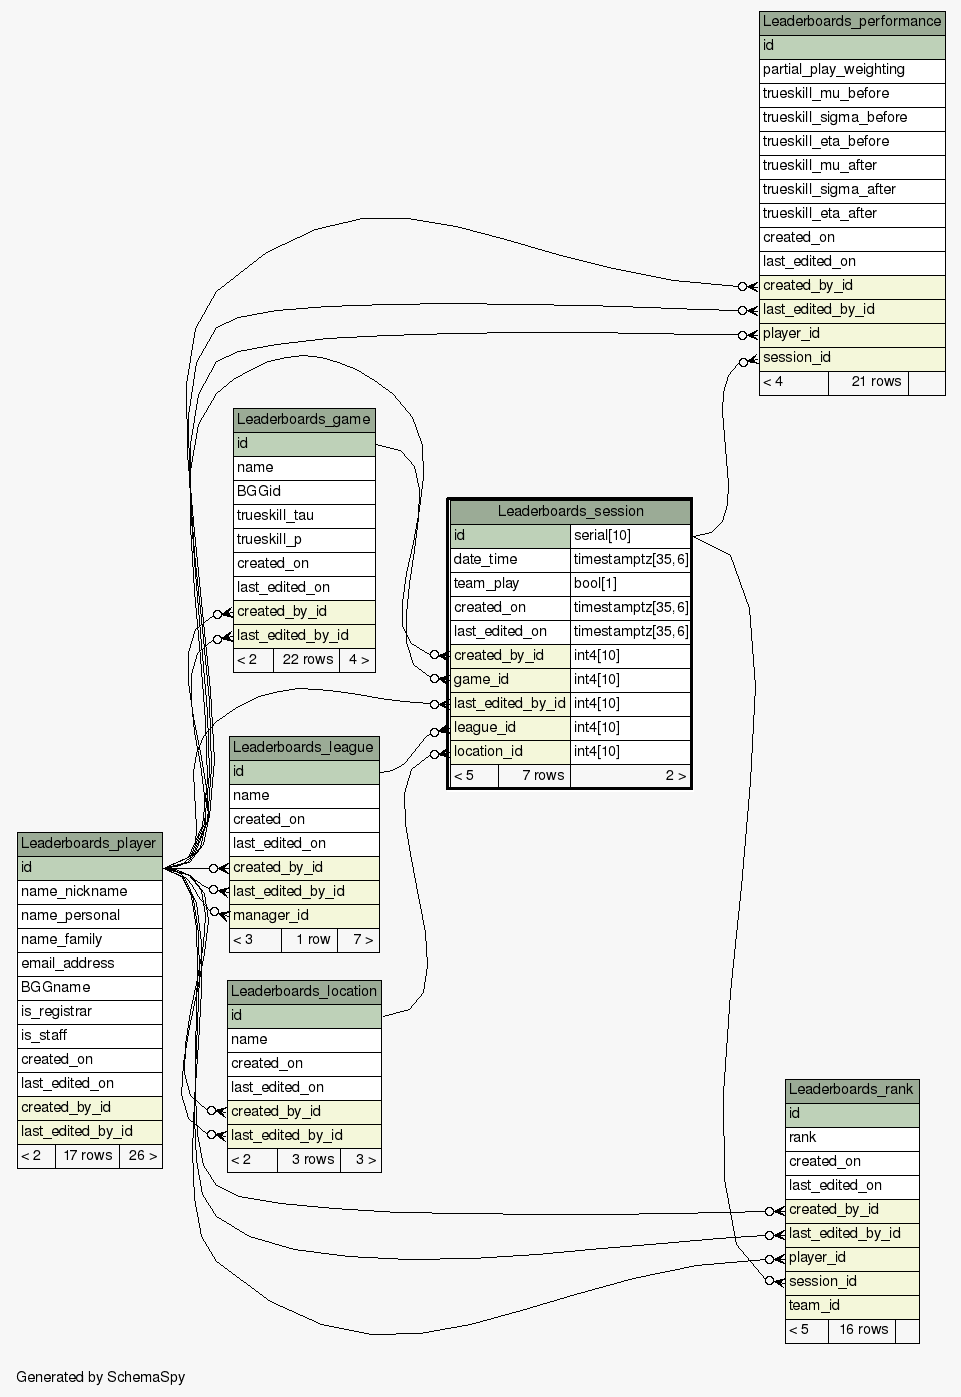 Leaderboards_performance
id
partial_play_weighting
trueskill_mu_before
trueskill_sigma_before
trueskill_eta_before
trueskill_mu_after
trueskill_sigma_after
trueskill_eta_after
created_on
last_edited_on
created_by_id
last_edited_by_id
player_id
session_id
< 4 21 rows
Leaderboards_game
id
name
BGGid
trueskill_tau
trueskill_p
created_on
last_edited_on
created_by_id
last_edited_by_id
< 2 22 rows 4 >
Leaderboards_session
id serial[10]
date_time timestamptz[35,6]
team_play bool[1]
created_on timestamptz[35,6]
last_edited_on timestamptz[35,6]
created_by_id int4[10]
game_id int4[10]
last_edited_by_id int4[10]
league_id int4[10]
location_id int4[10]
< 5 7 rows 2 >
Leaderboards_league
id
name
created_on
last_edited_on
created_by_id
last_edited_by_id
manager_id
< 3 1 row 7 >
Leaderboards_player
id
name_nickname
name_personal
name_family
email_address
BGGname
is_registrar
is_staff
created_on
last_edited_on
created_by_id
last_edited_by_id
< 2 17 rows 26 >
Leaderboards_location
id
name
created_on
last_edited_on
created_by_id
last_edited_by_id
< 2 3 rows 3 >
Leaderboards_rank
id
rank
created_on
last_edited_on
created_by_id
last_edited_by_id
player_id
session_id
team_id
< 5 16 rows
Generated by SchemaSpy